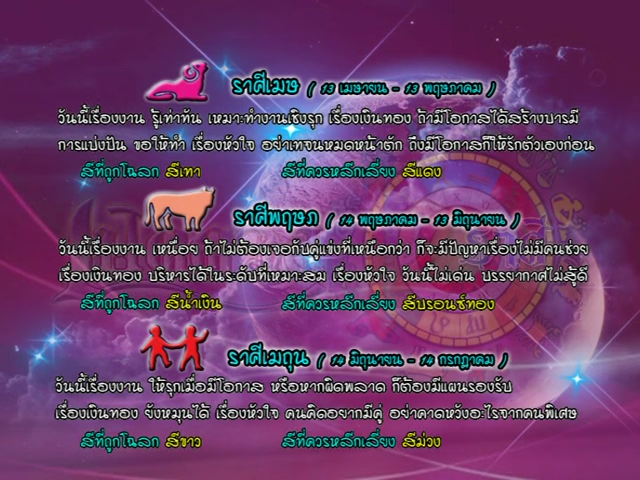 ราศีเมษ ( 13 เมษายน - 13 พฤษภาคม )
วันนี้เรื่องงาน รู้เท่าทัน เหมาะทำงานเชิงรุก เรื่องเงินทอง ถ้ามีโอกาสได้สร้างบารมี
การแบ่งปัน ขอให้ทำ เรื่องหัวใจ อย่าเทจนหมดหน้าตัก ถึงมีโอกาสก็ให้รักตัวเองก่อน
สีที่ถูกโฉลก สีเทา สีที่ควรหลีกเลี่ยง สีแดง
ราศีพฤษภ ( 14 พฤษภาคม - 13 มิถุนายน )
วันนี้เรื่องงาน เหนื่อยๆ ถ้าไม่ต้องเจอกับคู่แข่งที่เหนือกว่า ก็จะมีปัญหาเรื่องไม่มีคนช่วย
เรื่องเงินทอง บริหารได้ในระดับที่เหมาะสม เรื่องหัวใจ วันนี้ไม่เด่น บรรยากาศไม่สู้ดี
สีที่ถูกโฉลก สีน้ำเงิน สีที่ควรหลีกเลี่ยง สีบรอนซ์ทอง
ราศีเมถุน ( 14 มิถุนายน - 14 กรกฎาคม )
วันนี้เรื่องงาน ให้รุกเมื่อมีโอกาส หรือหากผิดพลาด ก็ต้องมีแผนรองรับ
เรื่องเงินทอง ยังหมุนได้ เรื่องหัวใจ คนคิดอยากมีคู่ อย่าคาดหวังอะไรจากคนพิเศษ
สีที่ถูกโฉลก สีขาว สีที่ควรหลีกเลี่ยง สีม่วง